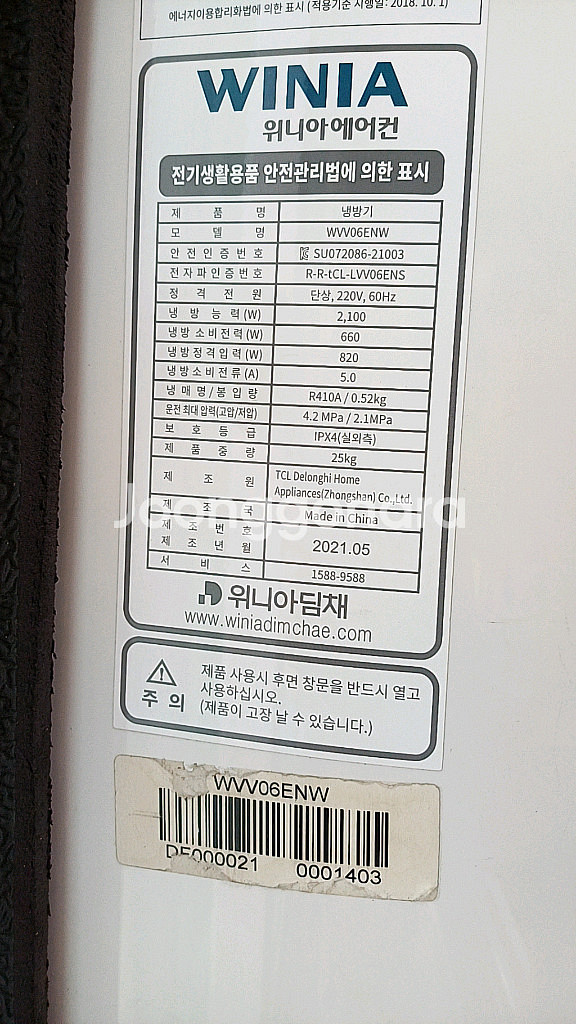 에너지이용합리화법에 의한 표시 (적용기준 시행일: 2018. 10. 1)
WINIA
위니아에어컨
전기생활용품 안전관리법에 의한 표시
제 품 명 냉방기
모 델 명 WVV06ENW
안전인증번호 SU072086-21003
전자파인증번호 R-R-tCL-LVV06ENS
정 격 전 원 단상, 220V, 60Hz
냉 방 능 력 (W) 2,100
냉방 소비전력 (W) 660
냉방정격입력 (W) 820
냉방소비전류 (A) 5.0
냉 매 명 / 봉 입 량 R410A / 0.52kg
운전 최대 압력(고압/저압) 4.2 MPa / 2.1MPa
보 호 등 급 IPX4(실외측)
제 품 중 량 25kg
제 조 원 TCL Delonghi Home
Appliances(Zhongshan) Co.,Ltd.
제 조 국 Made in China
제 조 번 호
제 조 년 월 2021.05
서 비 스 1588-9588
Joonggonara
위니아딤채
www.winiadimchae.com
주 의
제품 사용시 후면 창문을 반드시 열고
사용하십시오.
(제품이 고장 날 수 있습니다.)
WVV06ENW
0001403